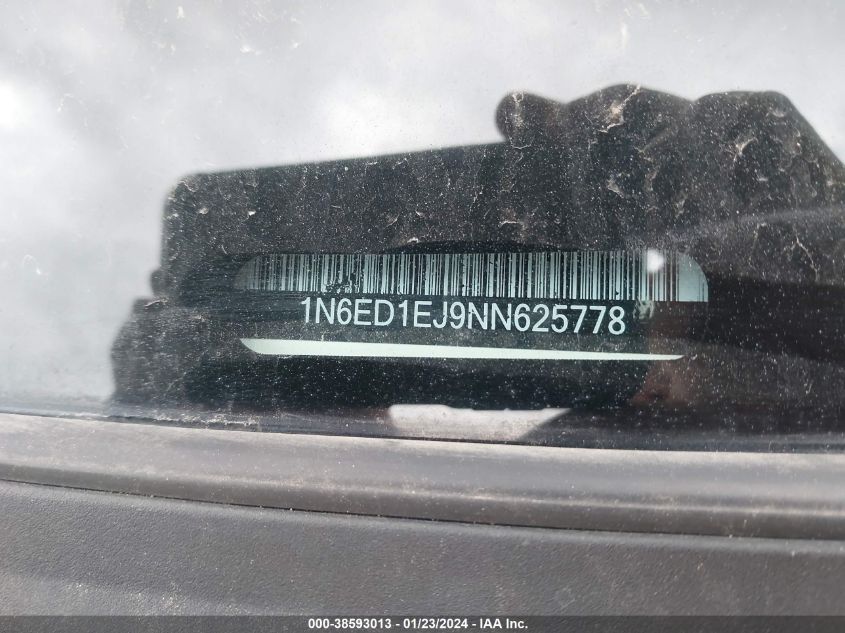 1N6ED1EJ9NN625778
000-38593013 - 01/23/2024 - IAA Inc.